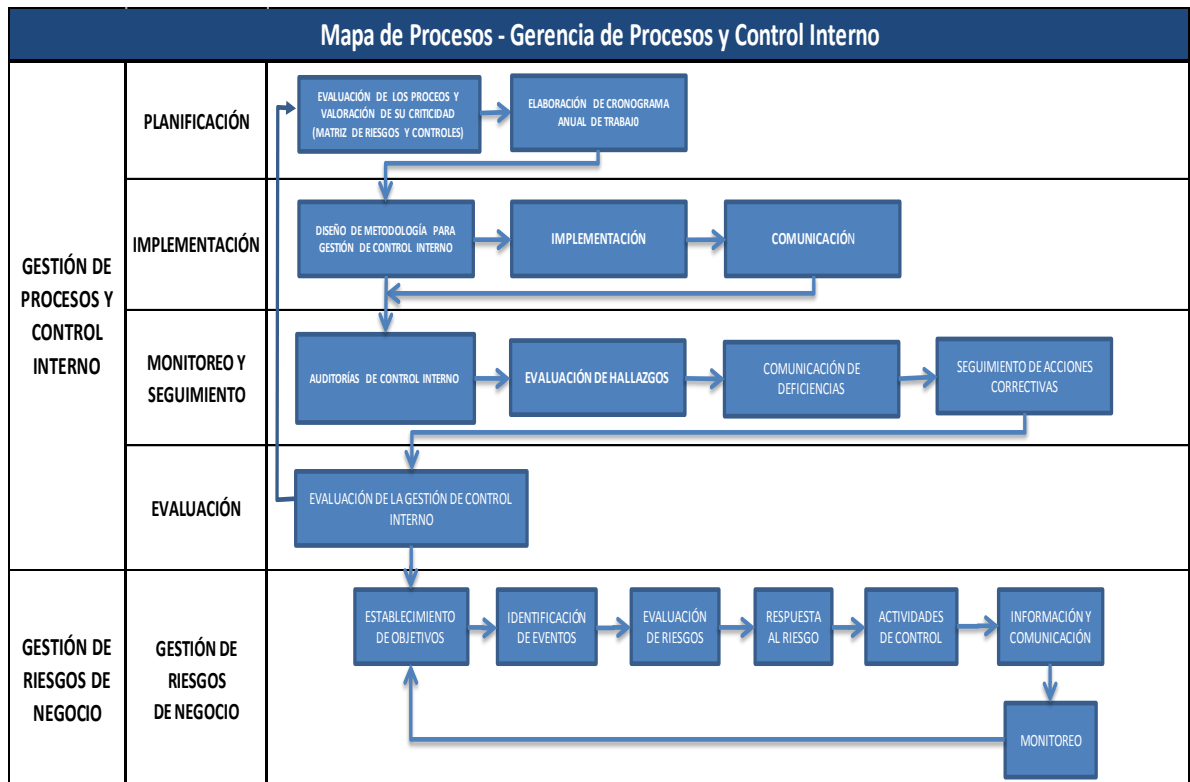 Mapa de Procesos - Gerencia de Procesos y Control Interno
GESTIÓN DE
PROCESOS Y
CONTROL
INTERNO
PLANIFICACIÓN
EVALUACIÓN DE LOS PROCEOS Y
VALORACIÓN DE SU CRITICIDAD
(MATRIZ DE RIESGOS Y CONTROLES)
ELABORACIÓN DE CRONOGRAMA
ANUAL DE TRABAJO
IMPLEMENTACIÓN
DISEÑO DE METODOLOGÍA PARA
GESTIÓN DE CONTROL INTERNO
IMPLEMENTACIÓN
COMUNICACIÓN
MONITOREO Y
SEGUIMIENTO
AUDITORÍAS DE CONTROL INTERNO
EVALUACIÓN DE HALLAZGOS
COMUNICACIÓN DE
DEFICIENCIAS
SEGUIMIENTO DE ACCIONES
CORRECTIVAS
EVALUACIÓN
EVALUACIÓN DE LA GESTIÓN DE CONTROL
INTERNO
GESTIÓN DE
RIESGOS DE
NEGOCIO
GESTIÓN DE
RIESGOS
DE NEGOCIO
ESTABLECIMIENTO
DE OBJETIVOS
IDENTIFICACIÓN
DE EVENTOS
EVALUACIÓN
DE RIESGOS
RESPUESTA
AL RIESGO
ACTIVIDADES
DE CONTROL
INFORMACIÓN Y
COMUNICACIÓN
MONITOREO